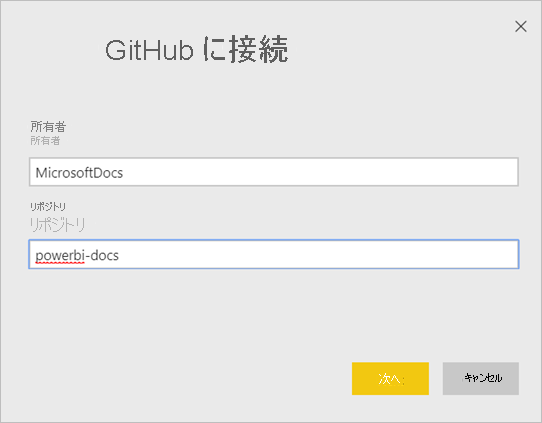 GitHub に接続
所有者
所有者
MicrosoftDocs
リポジトリ
リポジトリ
powerbi-docs
次へ
キャンセル